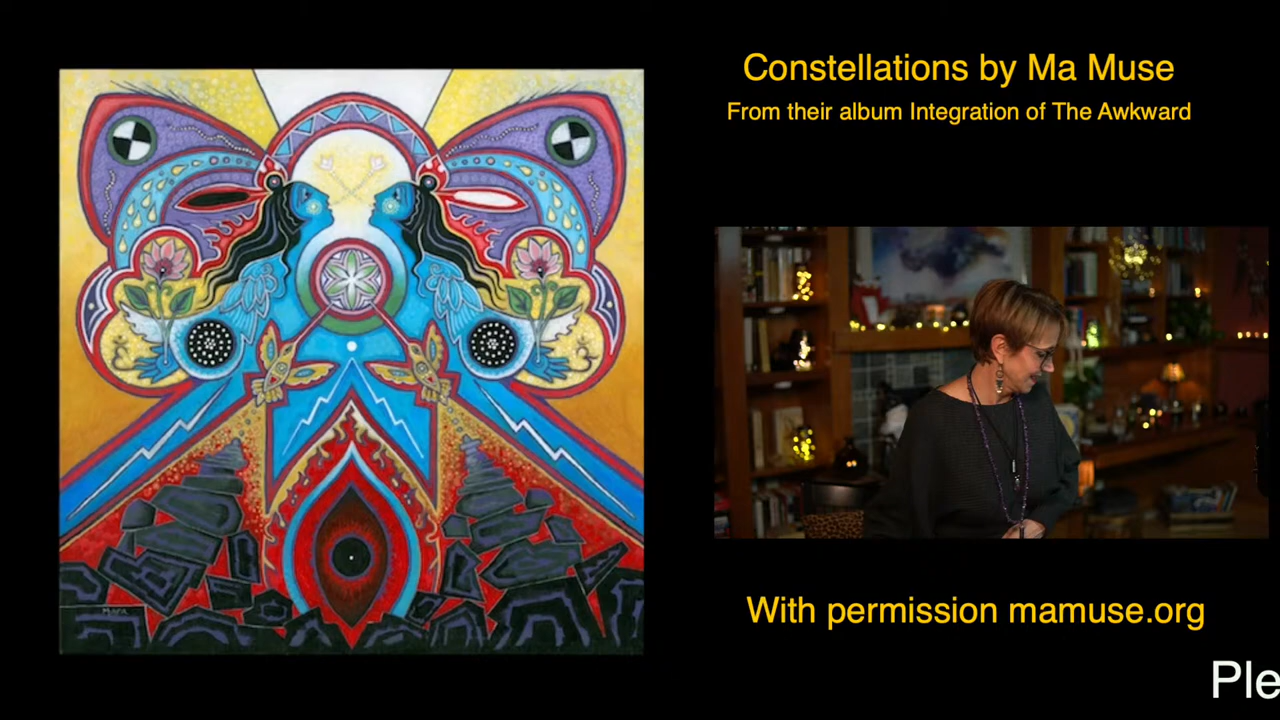 Constellations by Ma Muse
From their album Integration of The Awkward
With permission mamuse.org
Ple